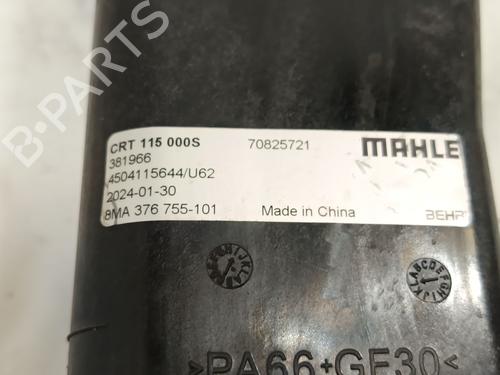 B-PARTS
CRT 115 000S 70825721 MAHLE
381966
4504115644/U62
2024-01-30
8MA 376 755-101 Made in China BEHR
>PA66+GF30<